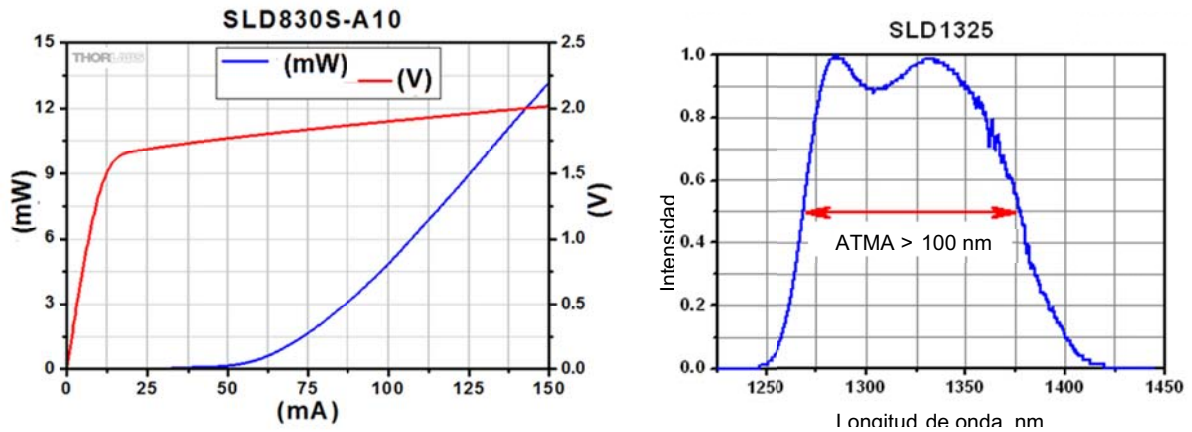 SLD830S-A10
15
12
9
6
3
0
(mW)
THORLABS
(mW)
(V)
2.5
2.0
1.5
1.0
0.5
0.0
(V)
0 25 50 75 100 125 150
(mA)
SLD1325
1.0
0.8
0.6
0.4
0.2
0.0
Intensidad
ATMA > 100 nm
1250 1300 1350 1400 1450
Longitud de onda, nm